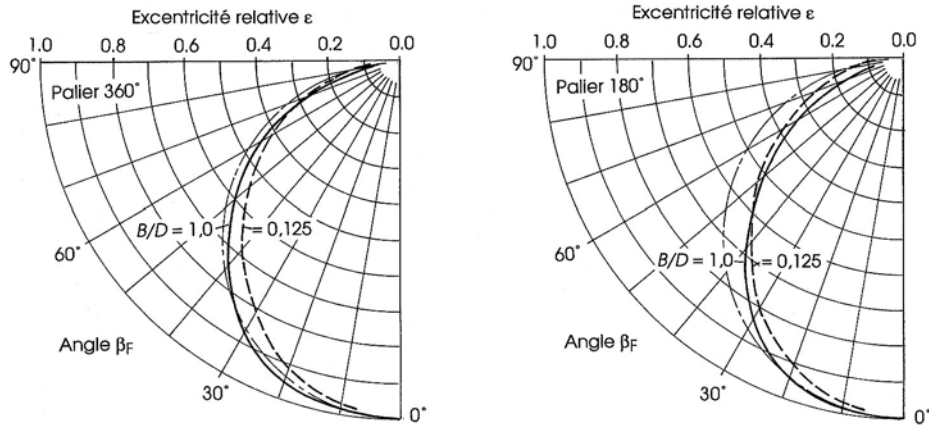 Excentricité relative ε
1.0 0.8 0.6 0.4 0.2 0.0
90°
Palier 360°
B/D = 1,0 = 0,125
60°
Angle βF
30°
0°
Excentricité relative ε
1.0 0.8 0.6 0.4 0.2 0.0
90°
Palier 180°
60°
B/D = 1,0 = 0,125
Angle βF
30°
0°